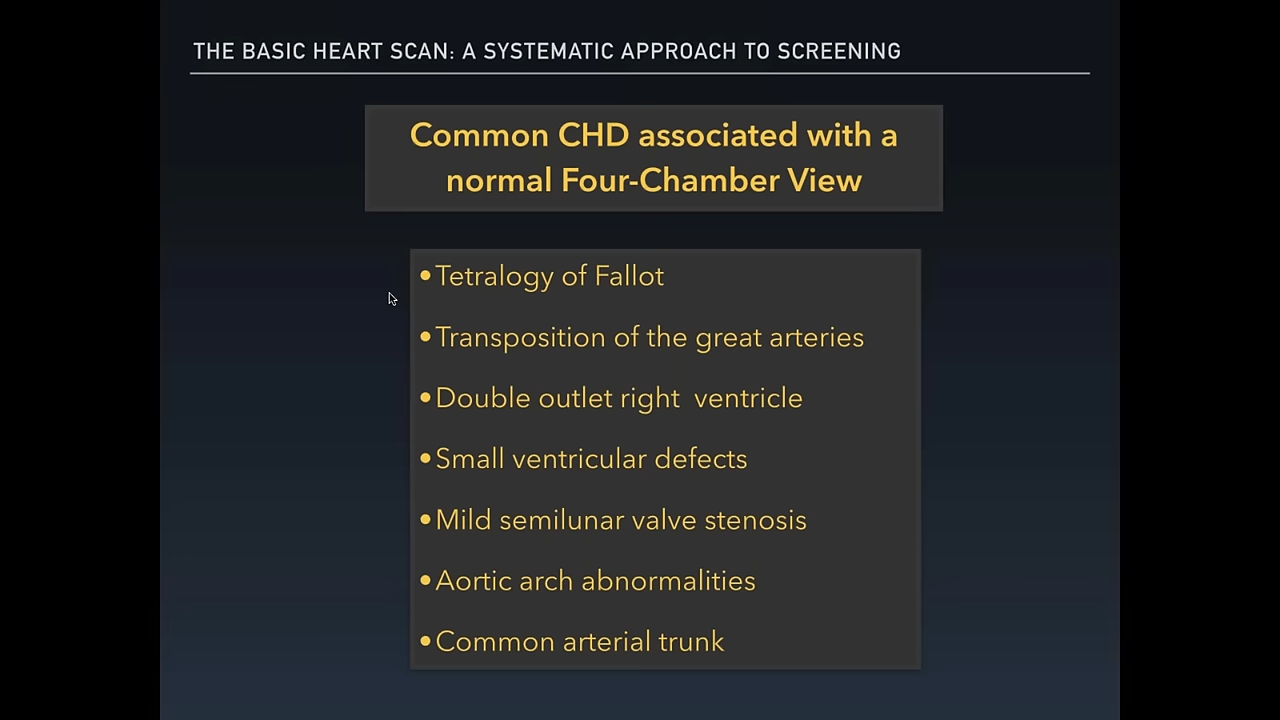 THE BASIC HEART SCAN: A SYSTEMATIC APPROACH TO SCREENING
Common CHD associated with a
normal Four-Chamber View
•Tetralogy of Fallot
•Transposition of the great arteries
•Double outlet right  ventricle
•Small ventricular defects
•Mild semilunar valve stenosis
•Aortic arch abnormalities
•Common arterial trunk